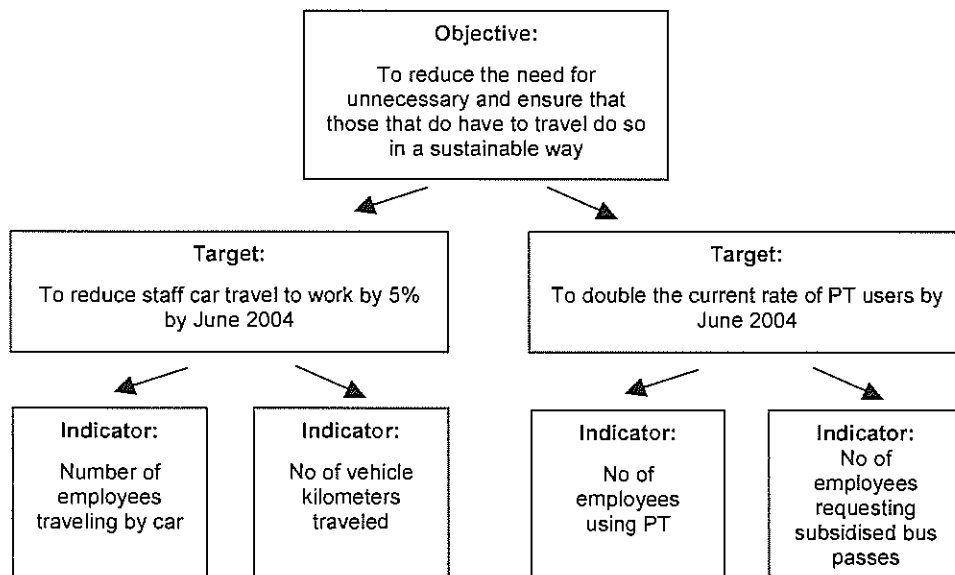 Objective:
To reduce the need for
unnecessary and ensure that
those that do have to travel do so
in a sustainable way
Target:
To reduce staff car travel to work by 5%
by June 2004
Target:
To double the current rate of PT users by
June 2004
Indicator:
Number of
employees
traveling by car
Indicator:
No of vehicle
kilometers
traveled
Indicator:
No of
employees
using PT
Indicator:
No of
employees
requesting
subsidised bus
passes